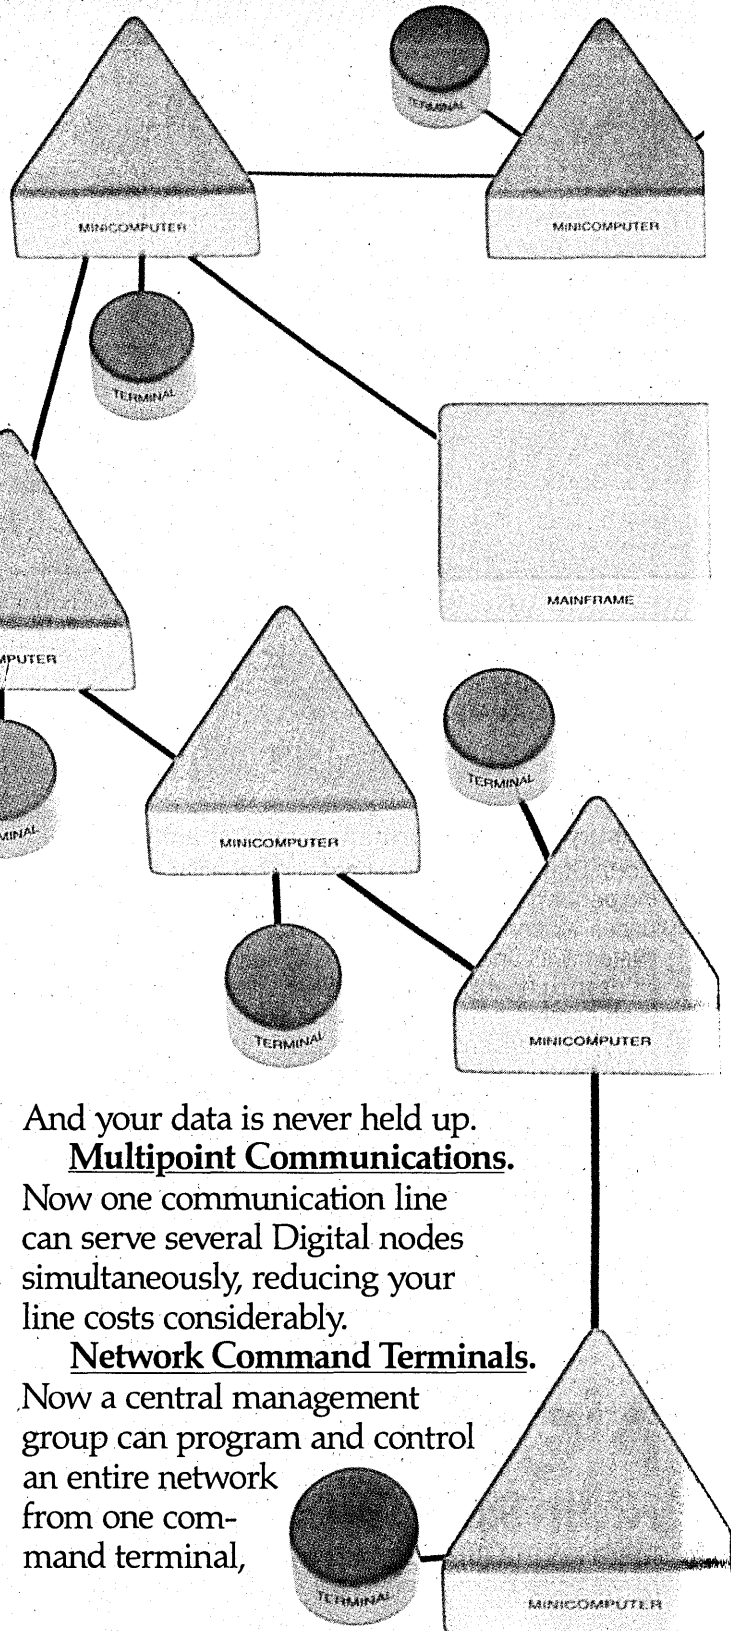 TERMINAL
MINICOMPUTER
MINICOMPUTER
TERMINAL
MAINFRAME
MPUTER
TERMINAL
MINAL
MINICOMPUTER
TERMINAL
MINICOMPUTER
And your data is never held up.
Multipoint Communications.
Now one communication line
can serve several Digital nodes
simultaneously, reducing your
line costs considerably.
Network Command Terminals.
Now a central management
group can program and control
an entire network
from one com-
mand terminal,
TERMINAL
MINICOMPUTER